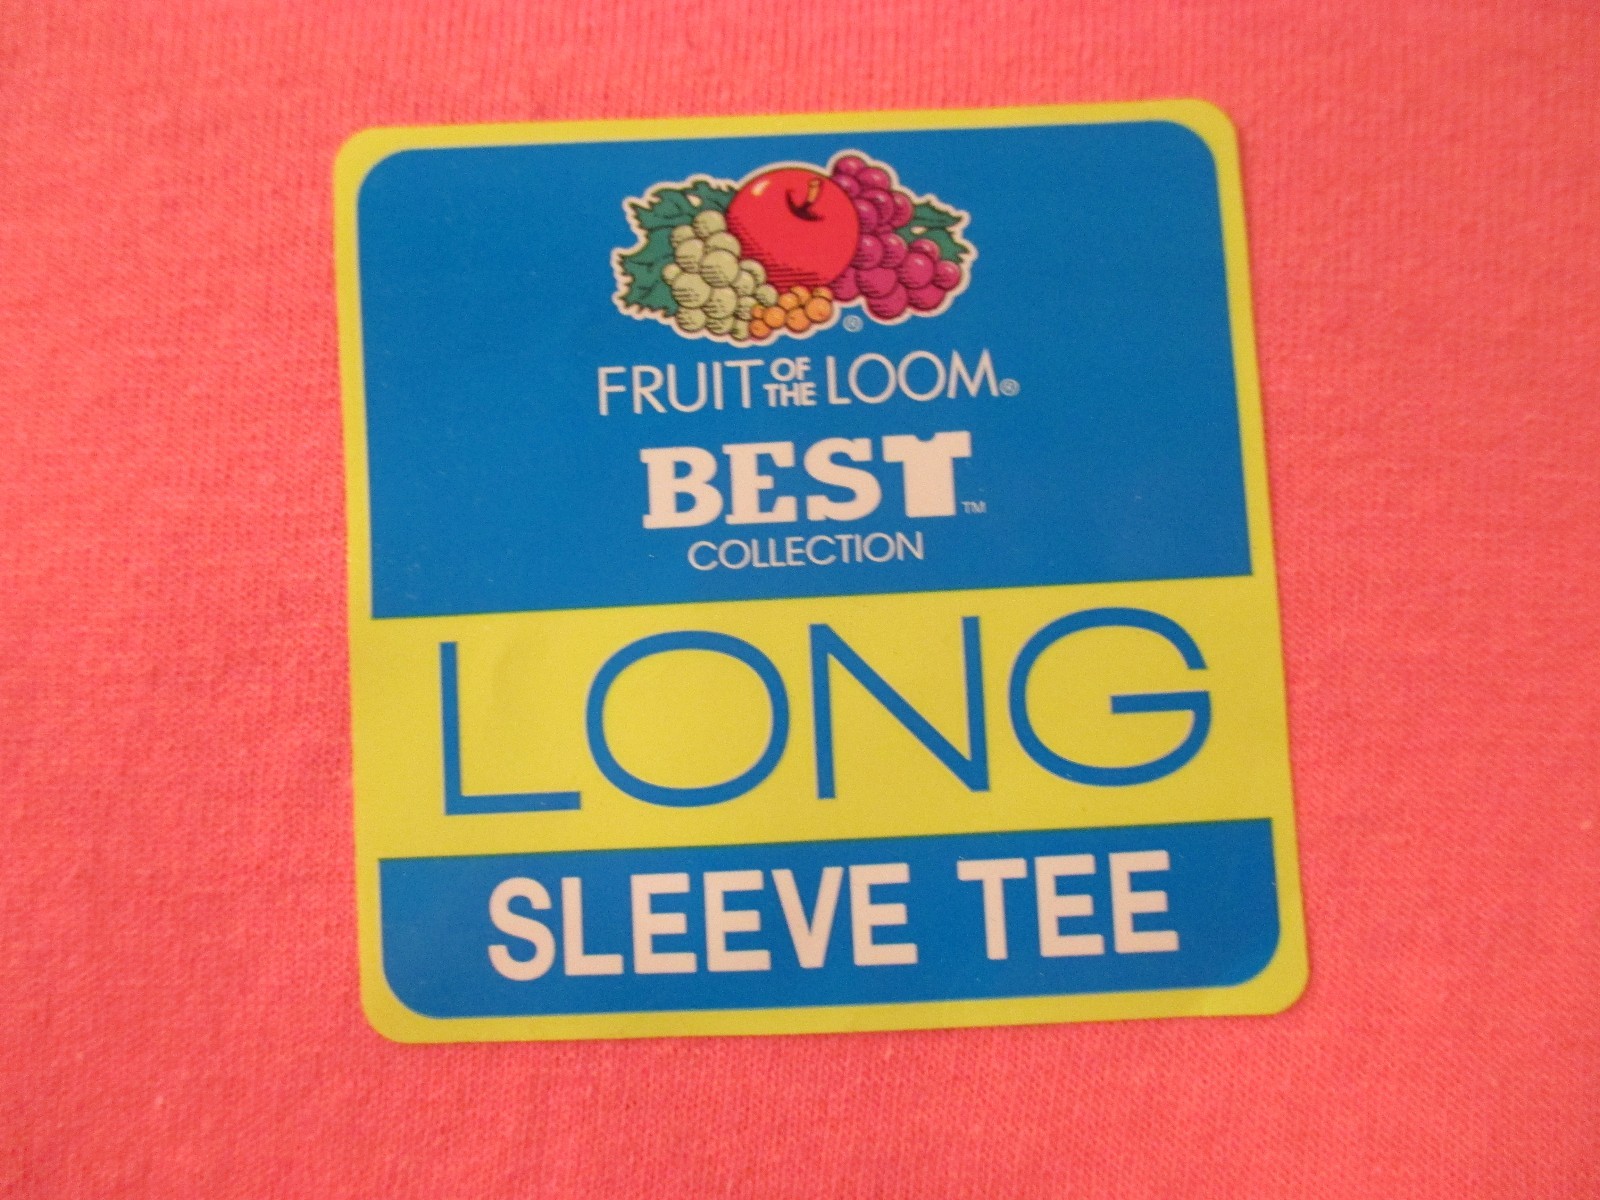 ®
FRUIT OF THE LOOM®
BEST™
COLLECTION
LONG
SLEEVE TEE